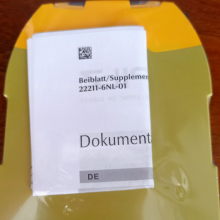 Beiblatt/Supplemen
22211-6NL-01
Dokument
DE